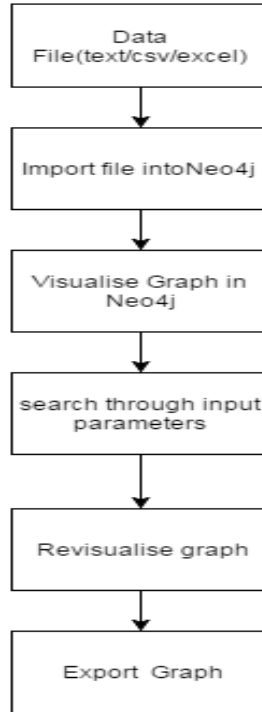 Data
File(text/csv/excel)
Import file intoNeo4j
Visualise Graph in
Neo4j
search through input
parameters
Revisualise graph
Export Graph